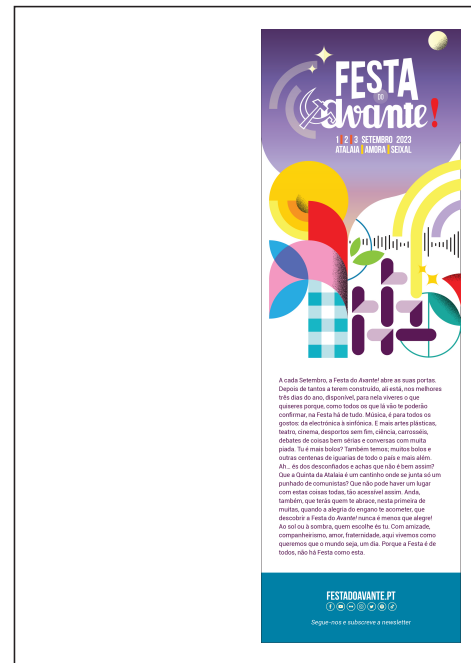 FESTA
DO
avante!
1 2 3 SETEMBRO 2023
ATALAIA AMORA SEIXAL
A cada Setembro, a Festa do Avante! abre as suas portas.
Depois de tantos a terem construído, ali está, nos melhores
três dias do ano, disponível, para nela viveres o que
quiseres porque, como todos os que lá vão te poderão
confirmar, na Festa há de tudo. Música, é para todos os
gostos: da electrónica à sinfónica. E mais artes plásticas,
teatro, cinema, desportos sem fim, ciência, carrosséis,
debates de coisas bem sérias e conversas com muita
piada. Tu é mais bolos? Também temos; muitos bolos e
outras centenas de iguarias de todo o país e mais além.
Ah... és dos desconfiados e achas que não é bem assim?
Que a Quinta da Atalaia é um cantinho onde se junta só um
punhado de comunistas? Que não pode haver um lugar
com estas coisas todas, tão acessível assim. Anda,
também, que terás quem te abrace, nesta primeira de
muitas, quando a alegria do engano te acometer, que
descobrir a Festa do Avante! nunca é menos que alegre!
Ao sol ou à sombra, quem escolhe és tu. Com amizade,
companheirismo, amor, fraternidade, aqui vivemos como
queremos que o mundo seja, um dia. Porque a Festa é de
todos, não há Festa como esta.
FESTADOAVANTE.PT
Segue-nos e subscreve a newsletter